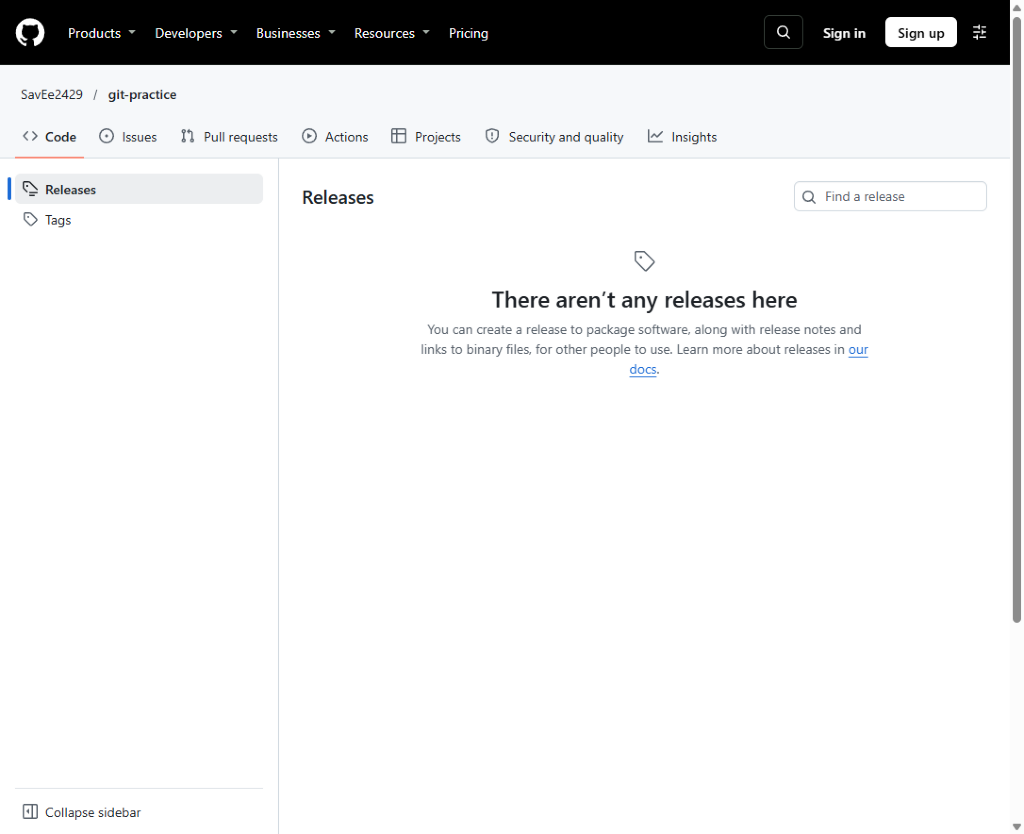 Products Developers Businesses Resources Pricing Sign in Sign up
SavEe2429 / git-practice
Code Issues Pull requests Actions Projects Security and quality Insights
Releases
Tags
Releases
Find a release
There aren't any releases here
You can create a release to package software, along with release notes and
links to binary files, for other people to use. Learn more about releases in our
docs.
Collapse sidebar